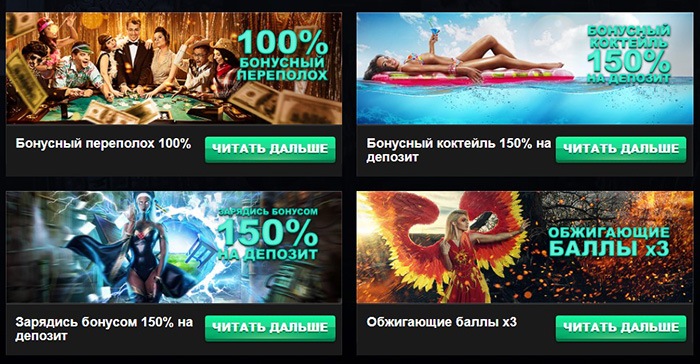 100%
БОНУСНЫЙ
ПЕРЕПОЛОХ
БОНУСНЫЙ
КОКТЕЙЛЬ
150%
НА ДЕПОЗИТ
Бонусный переполох 100%
ЧИТАТЬ ДАЛЬШЕ
Бонусный коктейль 150% на
депозит
ЧИТАТЬ ДАЛЬШЕ
ЗАРЯДИСЬ БОНУСОМ
150%
НА ДЕПОЗИТ
ОБЖИГАЮЩИЕ
БАЛЛЫ x3
Зарядись бонусом 150% на
депозит
ЧИТАТЬ ДАЛЬШЕ
Обжигающие баллы х3
ЧИТАТЬ ДАЛЬШЕ